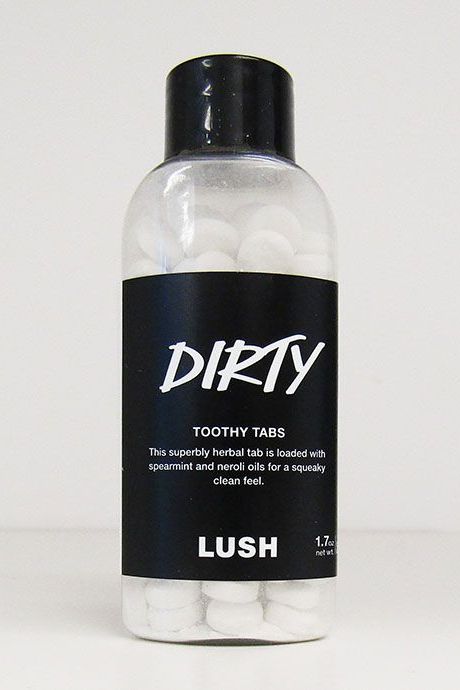 DIRTY
TOOTHY TABS
This superbly herbal tab is loaded with
spearmint and neroli oils for a squeaky
clean feel.
LUSH
1.7oz
net wt.